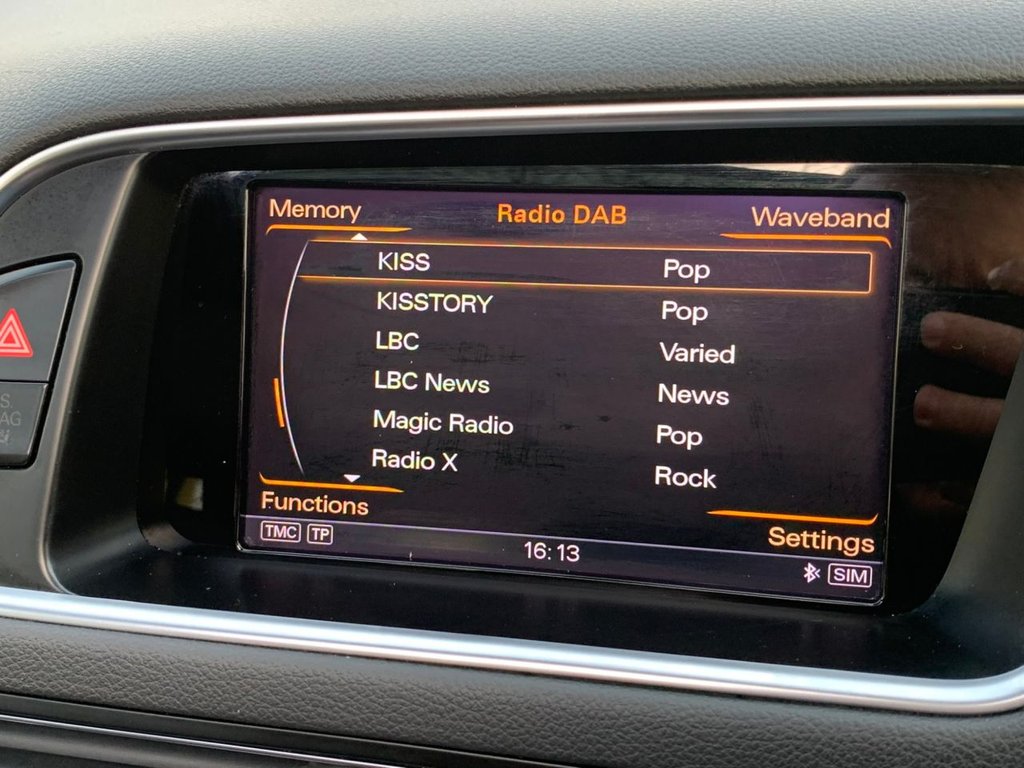 Memory Radio DAB Waveband
KISS Pop
KISSTORY Pop
LBC Varied
LBC News News
Magic Radio Pop
Radio X Rock
Functions Settings
TMC TP 16:13 SIM